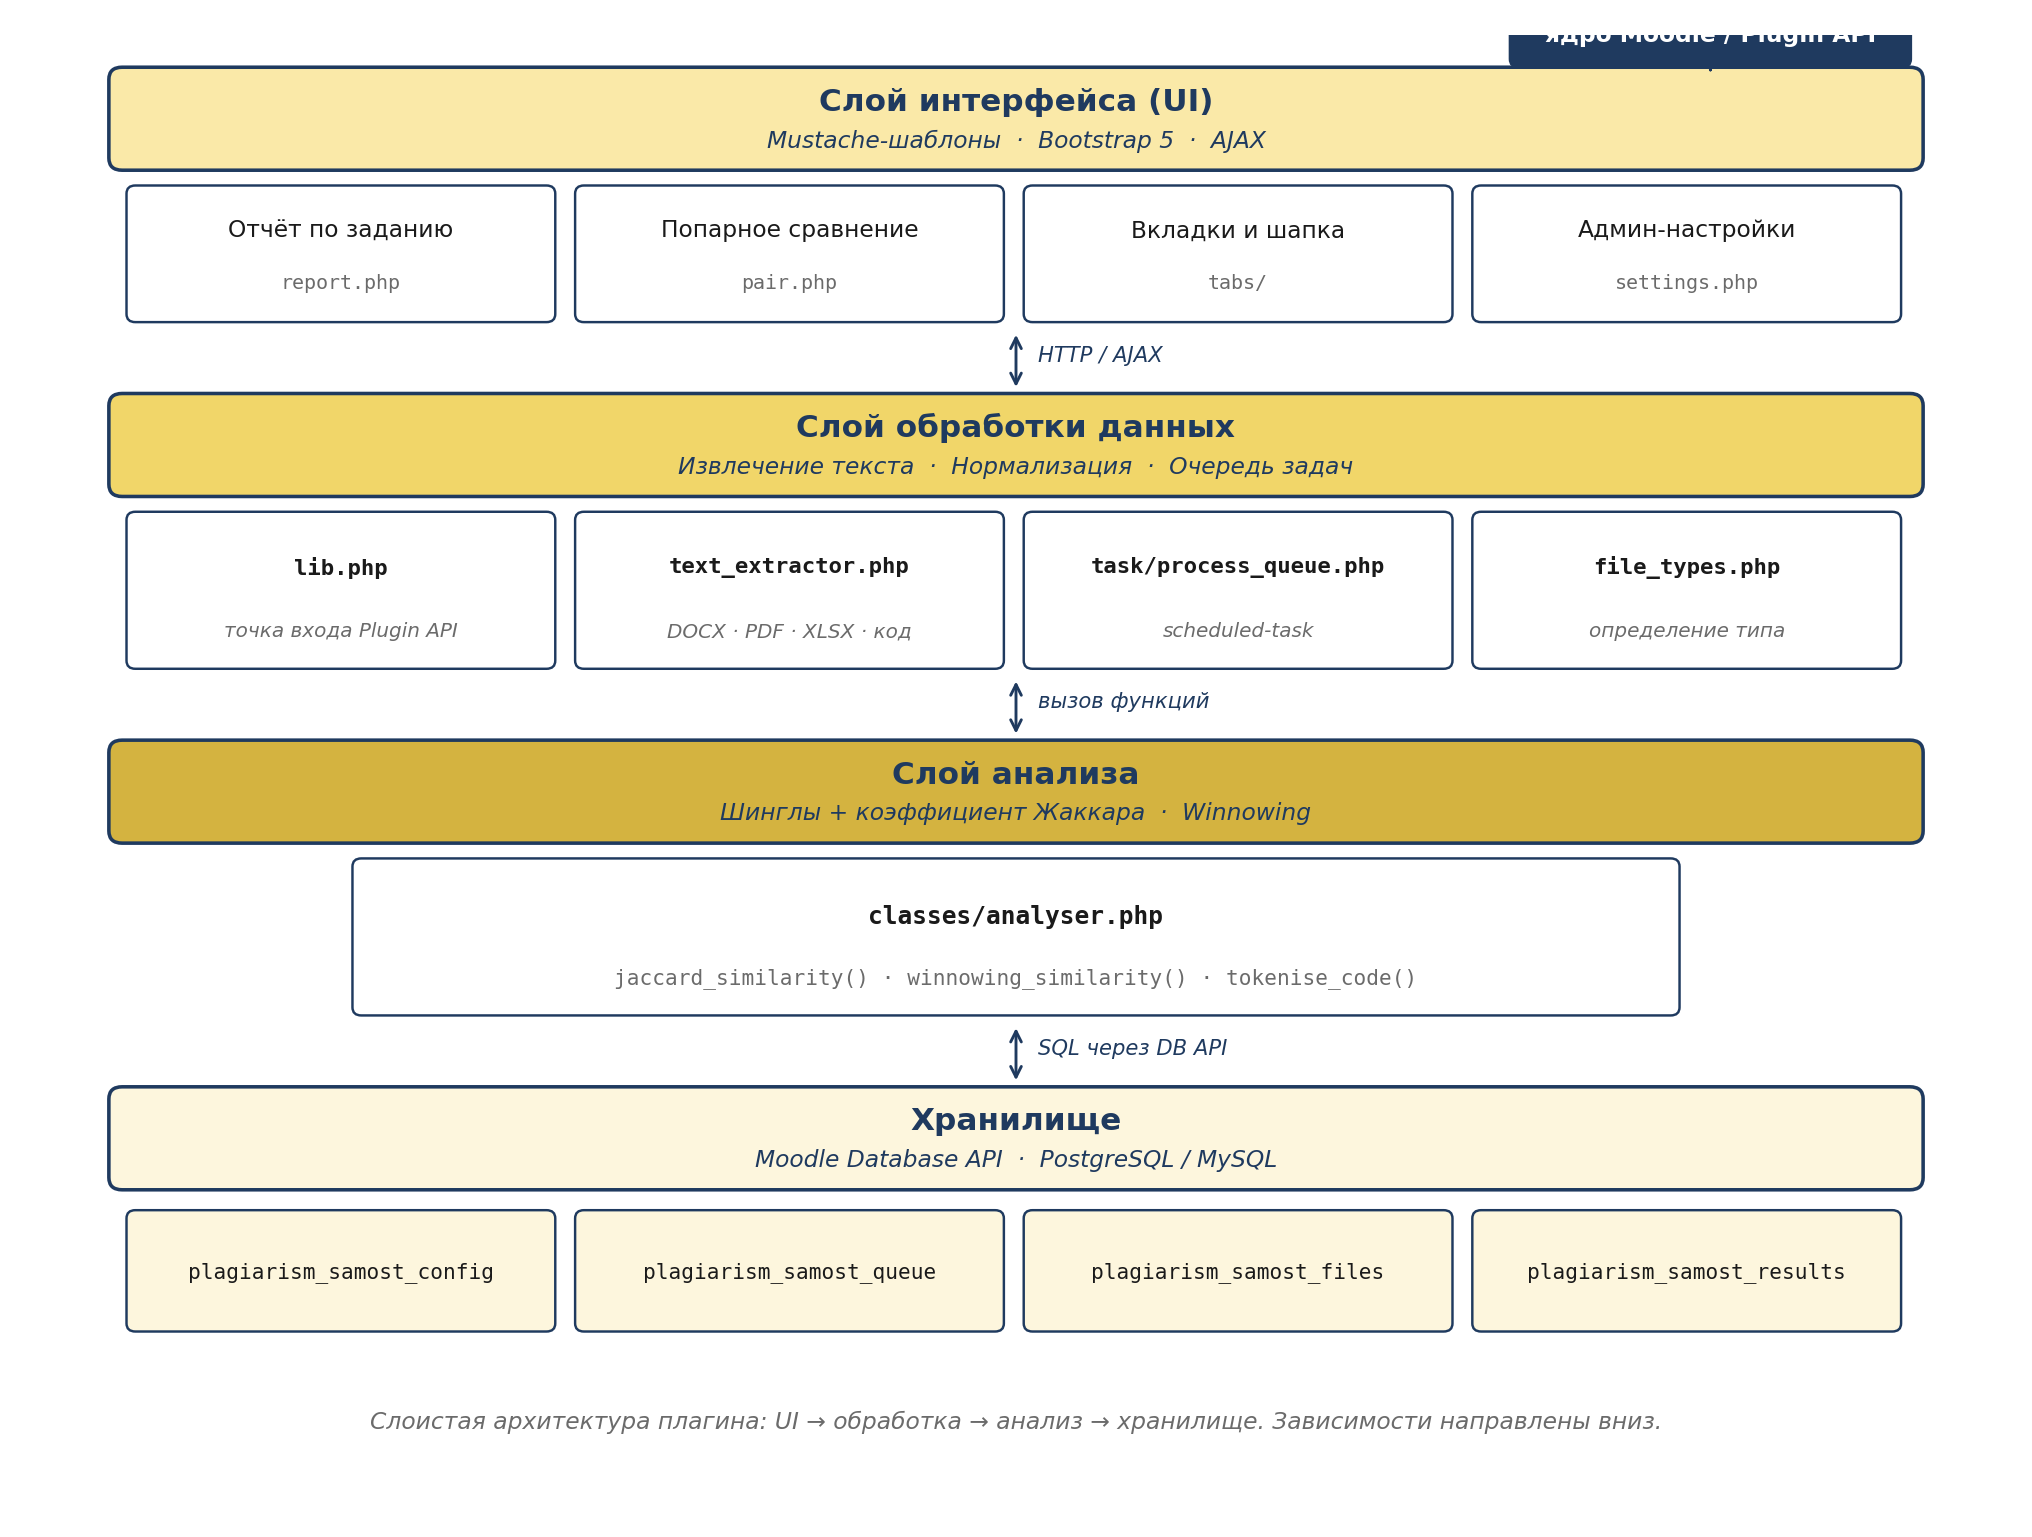 ядро Moodle / Plugin API
Слой интерфейса (UI)
Mustache-шаблоны · Bootstrap 5 · AJAX
Отчёт по заданию
report.php
Попарное сравнение
pair.php
Вкладки и шапка
tabs/
Админ-настройки
settings.php
HTTP / AJAX
Слой обработки данных
Извлечение текста · Нормализация · Очередь задач
lib.php
точка входа Plugin API
text_extractor.php
DOCX · PDF · XLSX · код
task/process_queue.php
scheduled-task
file_types.php
определение типа
вызов функций
Слой анализа
Шинглы + коэффициент Жаккара · Winnowing
classes/analyser.php
jaccard_similarity() · winnowing_similarity() · tokenise_code()
SQL через DB API
Хранилище
Moodle Database API · PostgreSQL / MySQL
plagiarism_samost_config
plagiarism_samost_queue
plagiarism_samost_files
plagiarism_samost_results
Слоистая архитектура плагина: UI → обработка → анализ → хранилище. Зависимости направлены вниз.